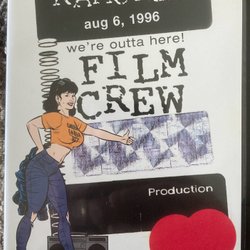 aug 6, 1996
we're outta here!
FILM
CREW
Production